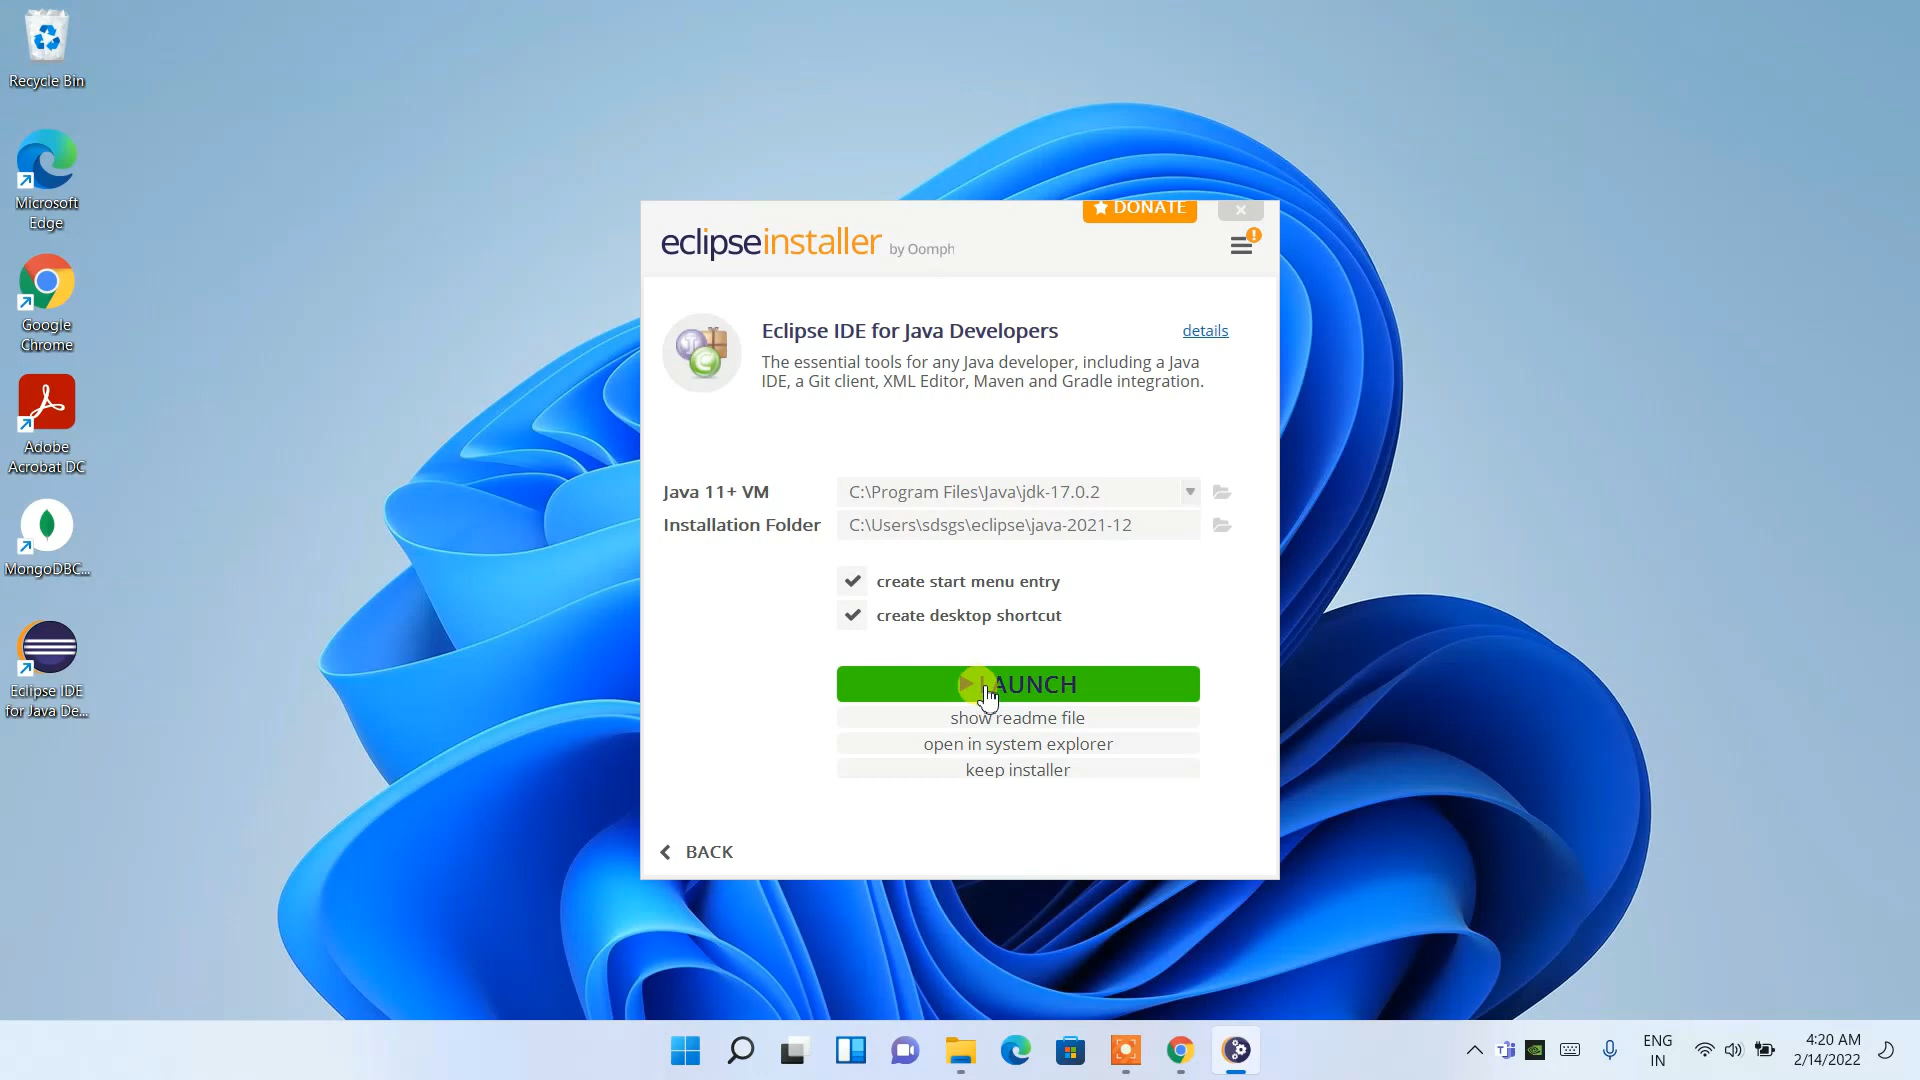 Recycle Bin
Microsoft
Edge
Google
Chrome
Adobe
Acrobat DC
MongoDBC...
Eclipse IDE
for Java De...
DONATE
eclipseinstaller by Oomph
Eclipse IDE for Java Developers
details
The essential tools for any Java developer, including a Java
IDE, a Git client, XML Editor, Maven and Gradle integration.
Java 11+ VM
C:\Program Files\Java\jdk-17.0.2
Installation Folder
C:\Users\sdsgs\eclipse\java-2021-12
create start menu entry
create desktop shortcut
LAUNCH
show readme file
open in system explorer
keep installer
BACK
ENG
IN
4:20 AM
2/14/2022